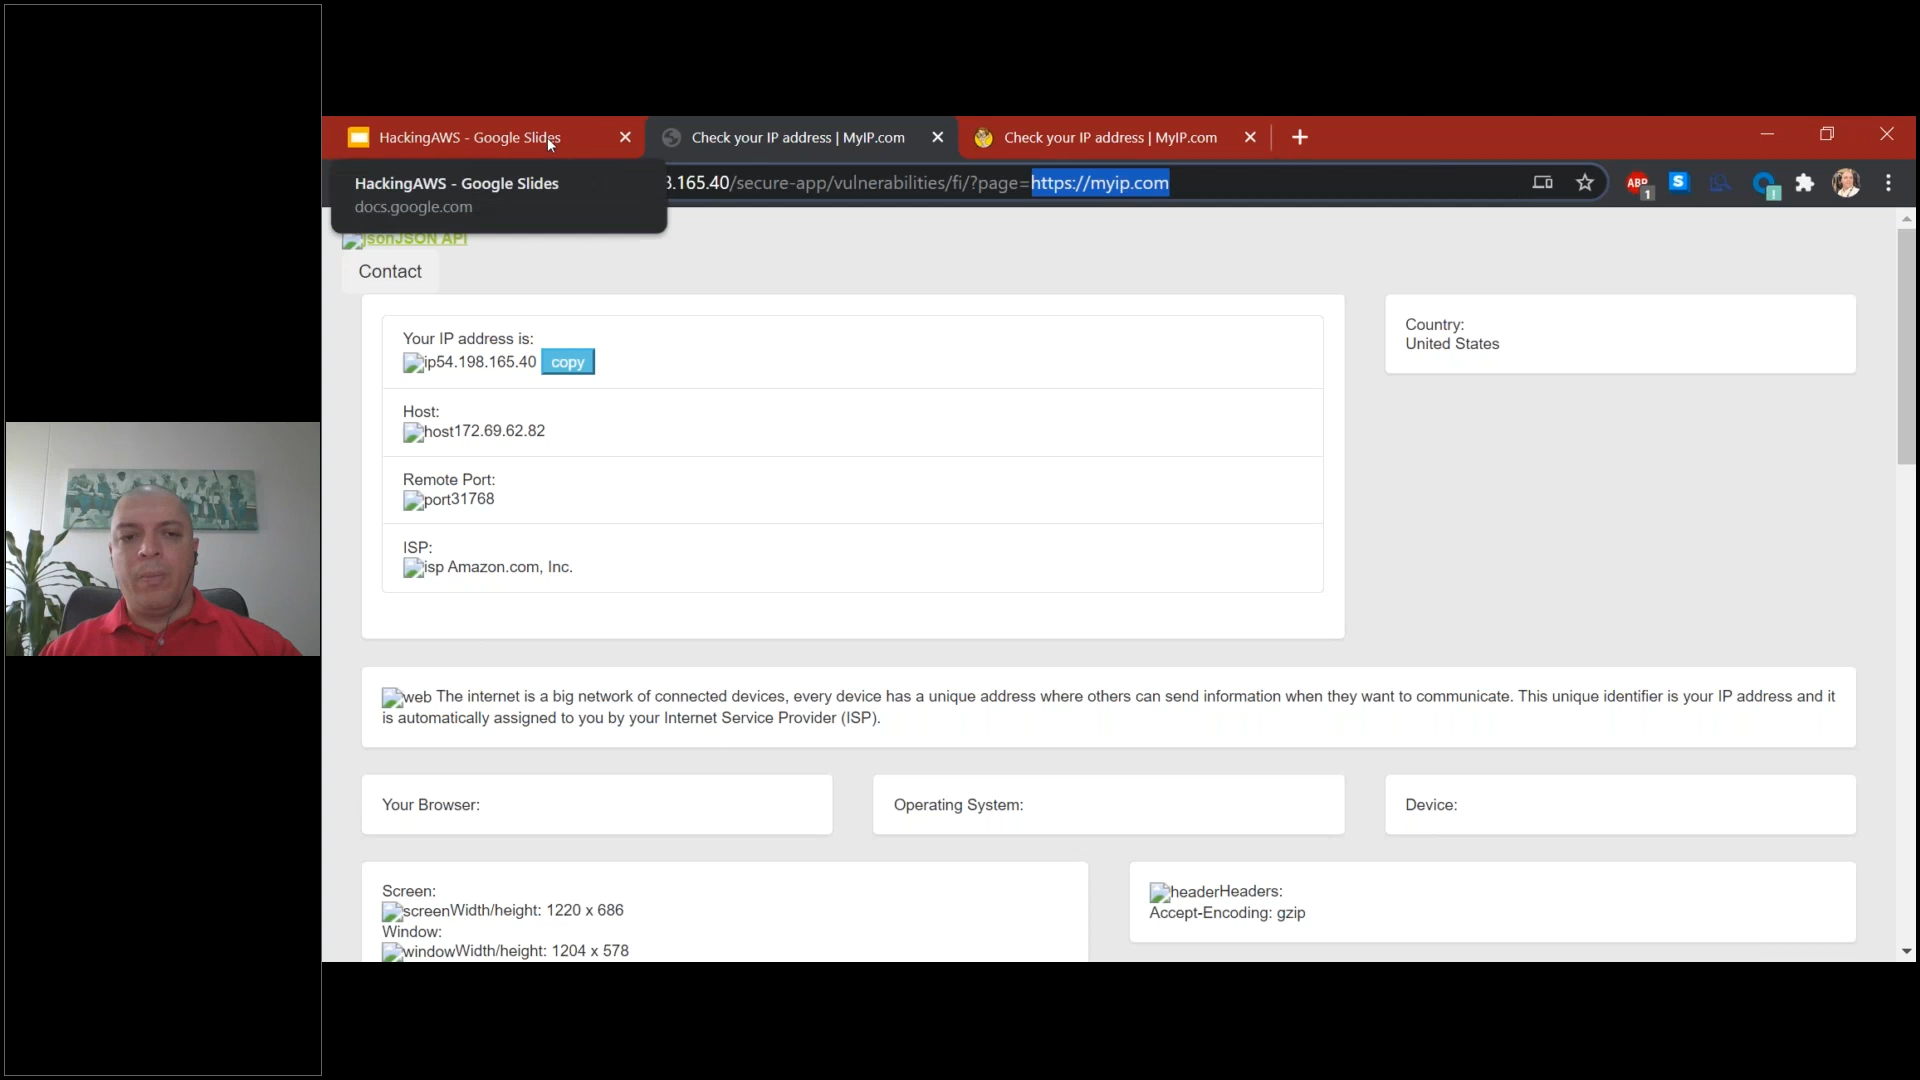 HackingAWS - Google Slides
Check your IP address | MyIP.com
Check your IP address | MyIP.com
HackingAWS - Google Slides
docs.google.com
.165.40/secure-app/vulnerabilities/fi/?page=https://myip.com
ABP
1
S
jsonJSON API
Contact
Your IP address is:
ip54.198.165.40 copy
Host:
host172.69.62.82
Remote Port:
port31768
ISP:
isp Amazon.com, Inc.
Country:
United States
web The internet is a big network of connected devices, every device has a unique address where others can send information when they want to communicate. This unique identifier is your IP address and it
is automatically assigned to you by your Internet Service Provider (ISP).
Your Browser:
Operating System:
Device:
Screen:
screenWidth/height: 1220 x 686
Window:
windowWidth/height: 1204 x 578
headerHeaders:
Accept-Encoding: gzip